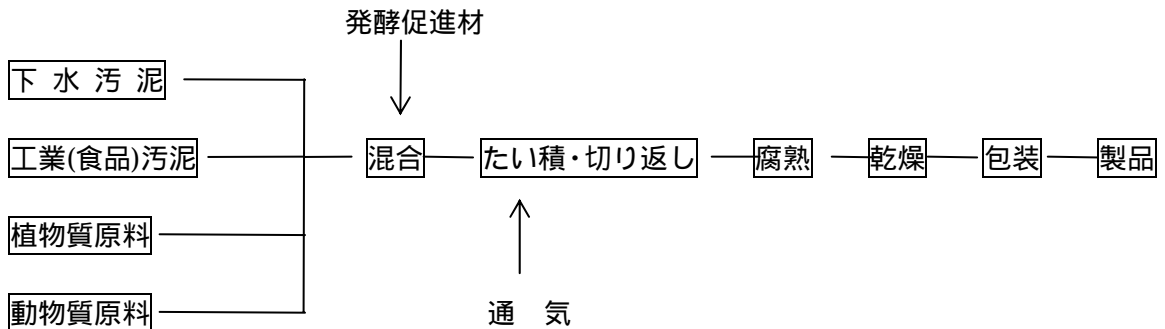 発酵促進材
下 水 汚 泥
工業(食品)汚泥
混合
たい積・切り返し
腐熟
乾燥
包装
製品
植物質原料
動物質原料
通 気